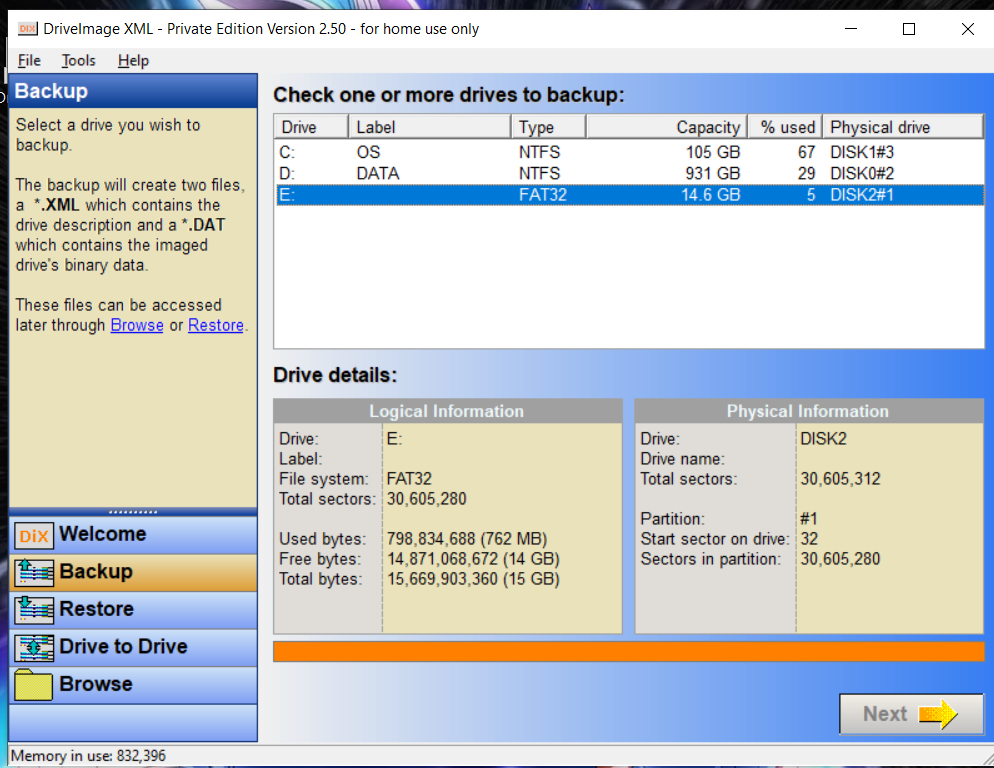 DiX DriveImage XML - Private Edition Version 2.50 - for home use only
File Tools Help
Backup
Select a drive you wish to
backup.
The backup will create two files,
a *.XML which contains the
drive description and a *.DAT
which contains the imaged
drive's binary data.
These files can be accessed
later through Browse or Restore.
DiX Welcome
Backup
Restore
Drive to Drive
Browse
Check one or more drives to backup:
Drive Label Type Capacity % used Physical drive
C: OS NTFS 105 GB 67 DISK1#3
D: DATA NTFS 931 GB 29 DISK0#2
E: FAT32 14.6 GB 5 DISK2#1
Drive details:
Logical Information
Drive: E:
Label:
File system: FAT32
Total sectors: 30,605,280
Used bytes: 798,834,688 (762 MB)
Free bytes: 14,871,068,672 (14 GB)
Total bytes: 15,669,903,360 (15 GB)
Physical Information
Drive: DISK2
Drive name:
Total sectors: 30,605,312
Partition: #1
Start sector on drive: 32
Sectors in partition: 30,605,280
Next
Memory in use: 832,396